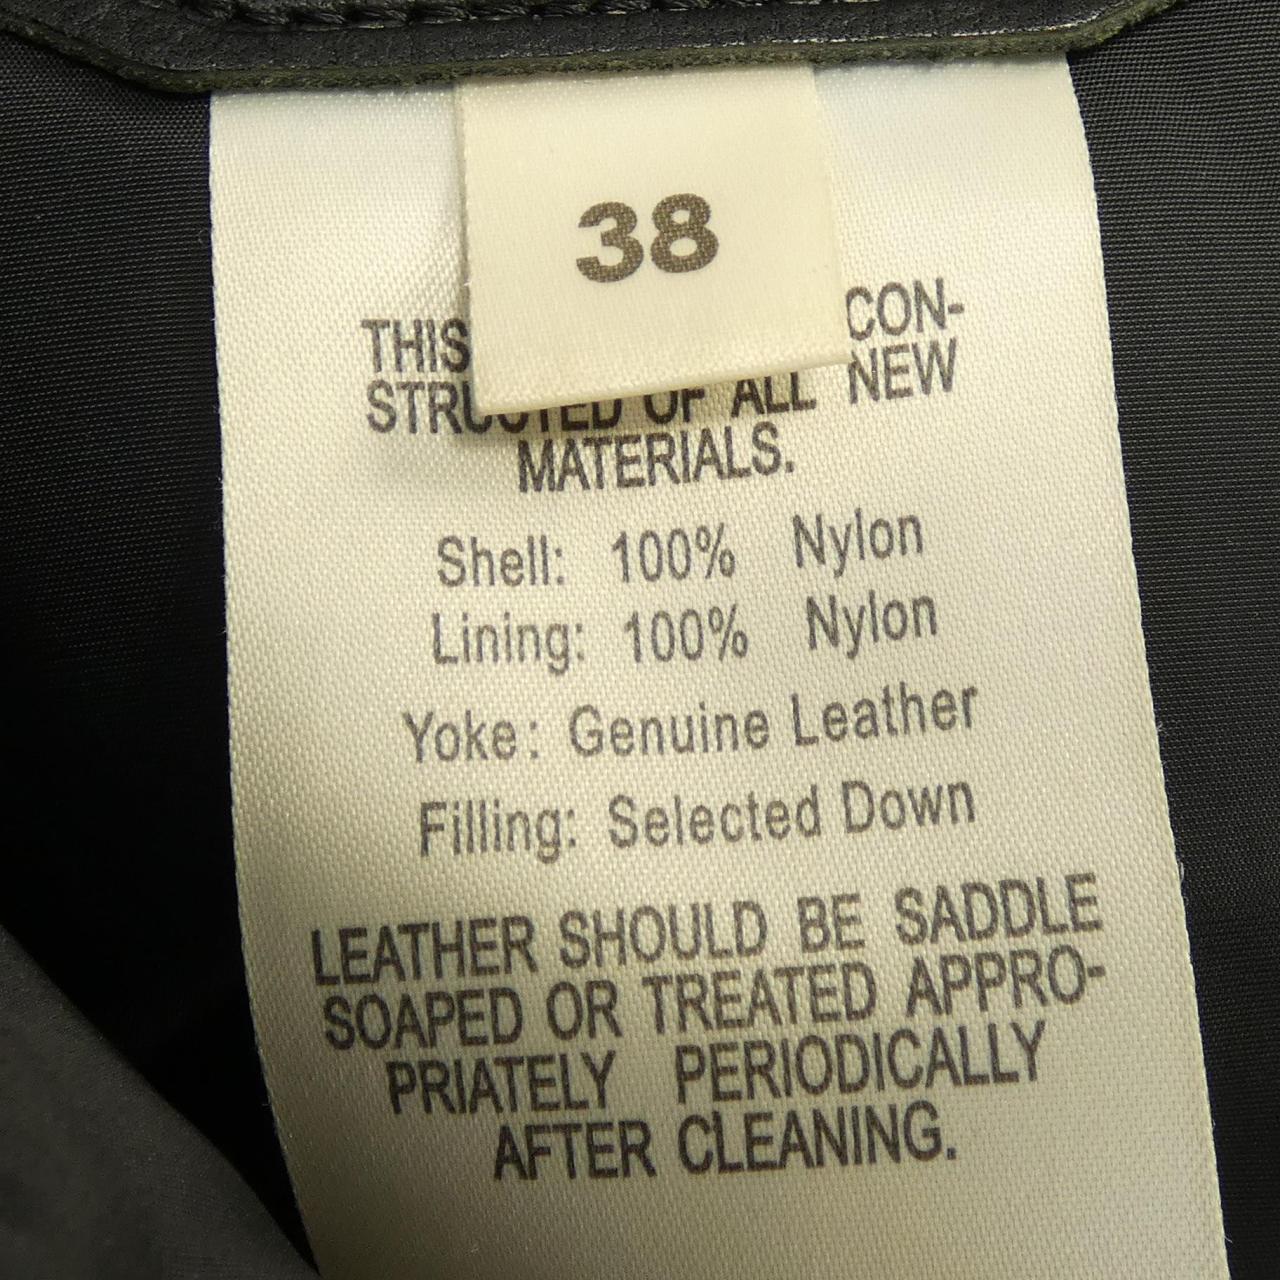 38
THIS CON-
STRUCTED OF ALL NEW
MATERIALS.
Shell: 100% Nylon
Lining: 100% Nylon
Yoke: Genuine Leather
Filling: Selected Down
LEATHER SHOULD BE SADDLE
SOAPED OR TREATED APPRO-
PRIATELY PERIODICALLY
AFTER CLEANING.